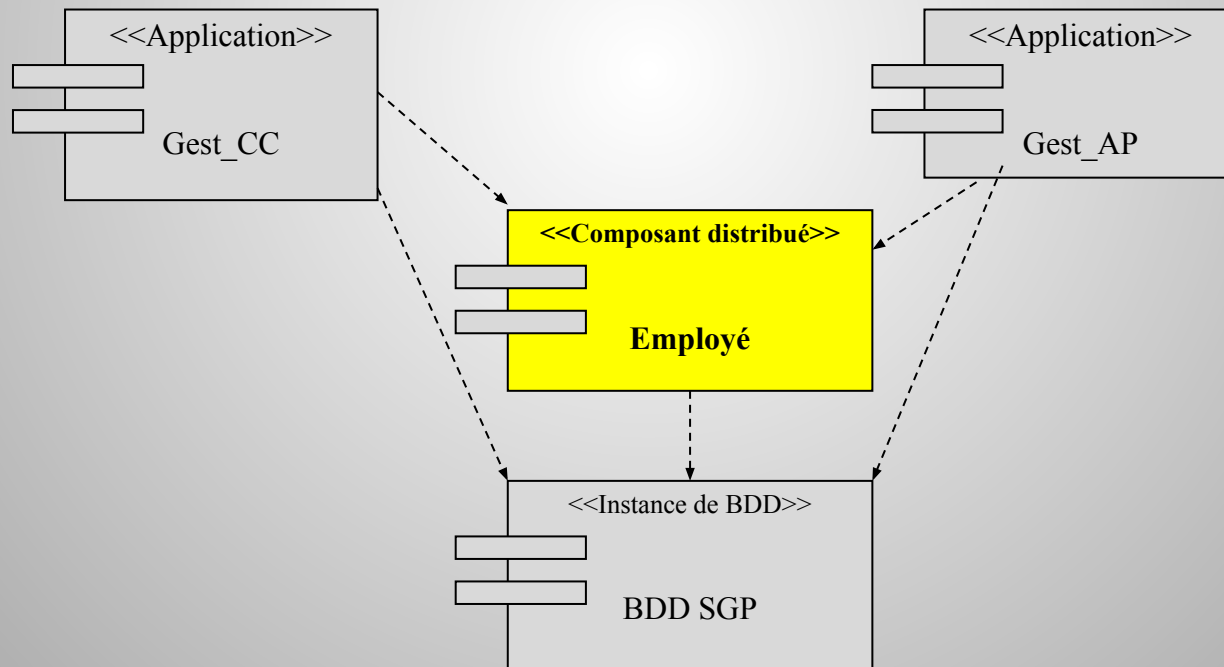 <<Application>>
Gest_CC
<<Application>>
Gest_AP
<<Composant distribué>>
Employé
<<Instance de BDD>>
BDD SGP